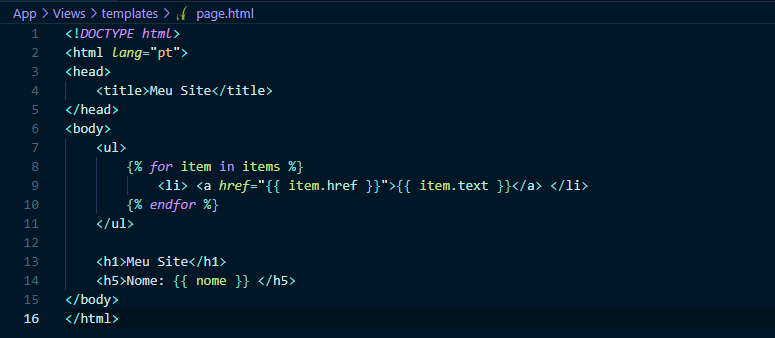 App > Views > templates > page.html
1 <!DOCTYPE html>
2 <html lang="pt">
3 <head>
4     <title>Meu Site</title>
5 </head>
6 <body>
7     <ul>
8         {% for item in items %}
9             <li> <a href="{{ item.href }}">{{ item.text }}</a> </li>
10         {% endfor %}
11     </ul>
12
13     <h1>Meu Site</h1>
14     <h5>Nome: {{ nome }} </h5>
15 </body>
16 </html>